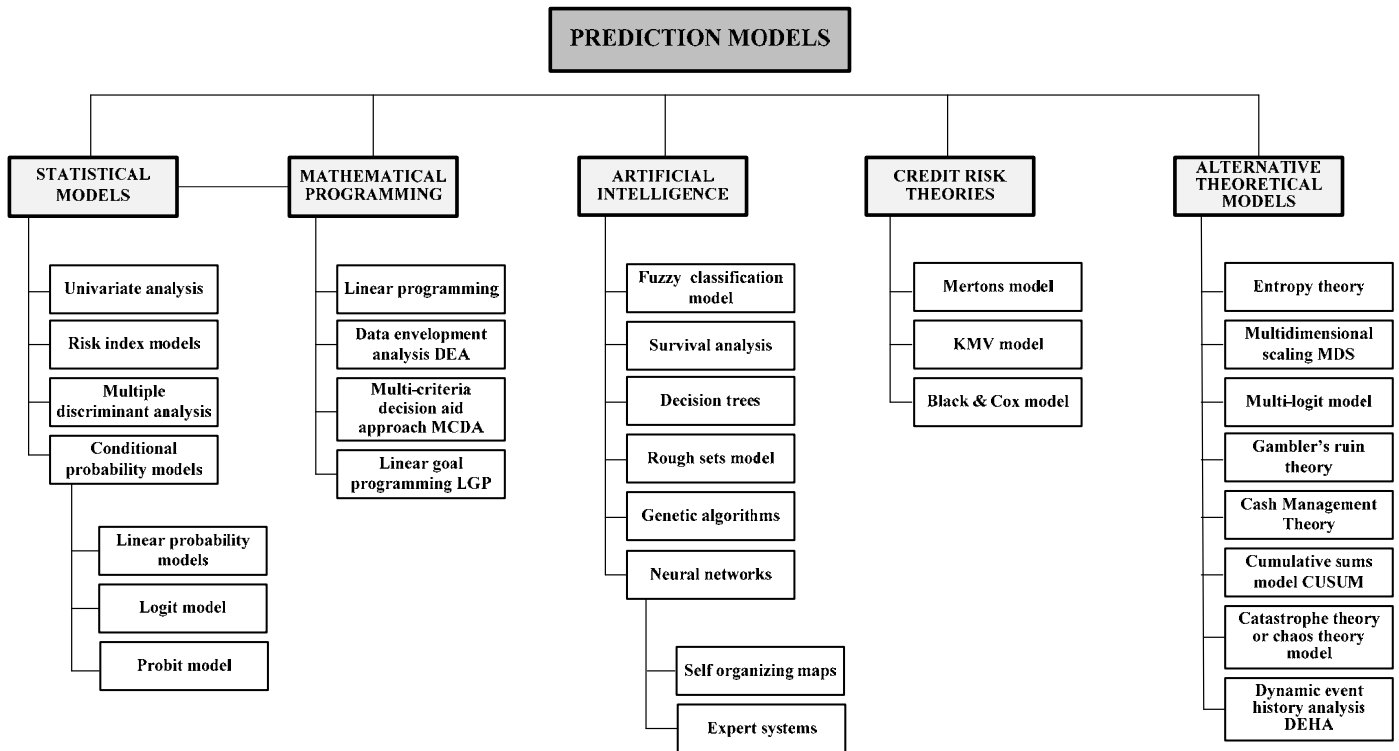 PREDICTION MODELS
STATISTICAL
MODELS
MATHEMATICAL
PROGRAMMING
ARTIFICIAL
INTELLIGENCE
CREDIT RISK
THEORIES
ALTERNATIVE
THEORETICAL
MODELS
Univariate analysis
Risk index models
Multiple
discriminant analysis
Conditional
probability models
Linear probability
models
Logit model
Probit model
Linear programming
Data envelopment
analysis DEA
Multi-criteria
decision aid
approach MCDA
Linear goal
programming LGP
Fuzzy classification
model
Survival analysis
Decision trees
Rough sets model
Genetic algorithms
Neural networks
Self organizing maps
Expert systems
Mertons model
KMV model
Black & Cox model
Entropy theory
Multidimensional
scaling MDS
Multi-logit model
Gambler’s ruin
theory
Cash Management
Theory
Cumulative sums
model CUSUM
Catastrophe theory
or chaos theory
model
Dynamic event
history analysis
DEHA